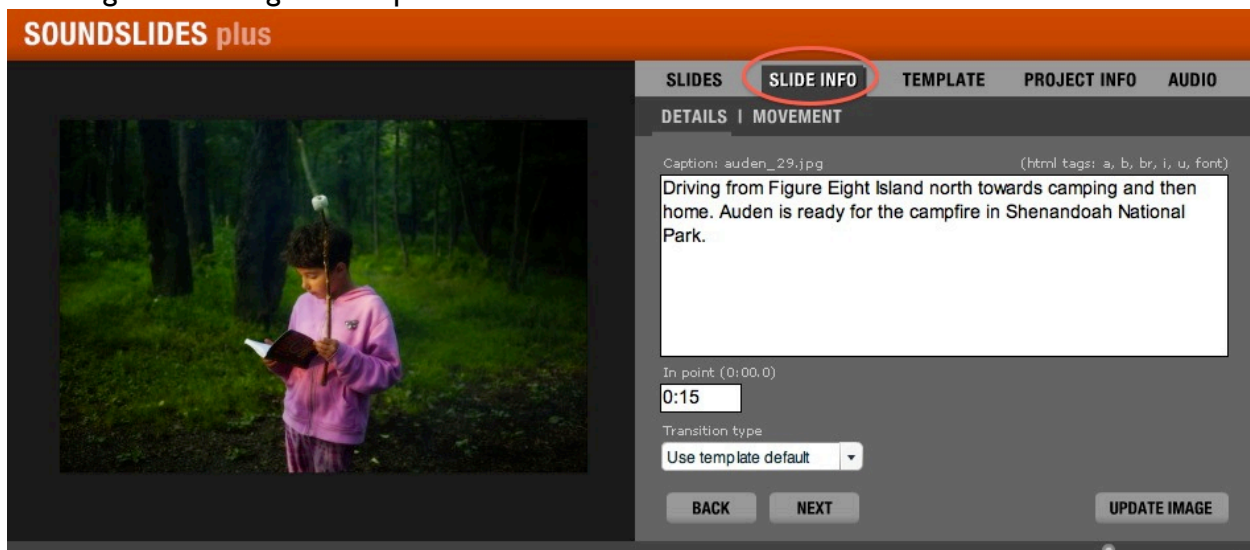 SOUNDSLIDES plus
SLIDES SLIDE INFO TEMPLATE PROJECT INFO AUDIO
DETAILS | MOVEMENT
Caption: auden_29.jpg (html tags: a, b, br, i, u, font)
Driving from Figure Eight Island north towards camping and then
home. Auden is ready for the campfire in Shenandoah National
Park.
In point (0:00.0)
0:15
Transition type
Use template default
BACK NEXT UPDATE IMAGE